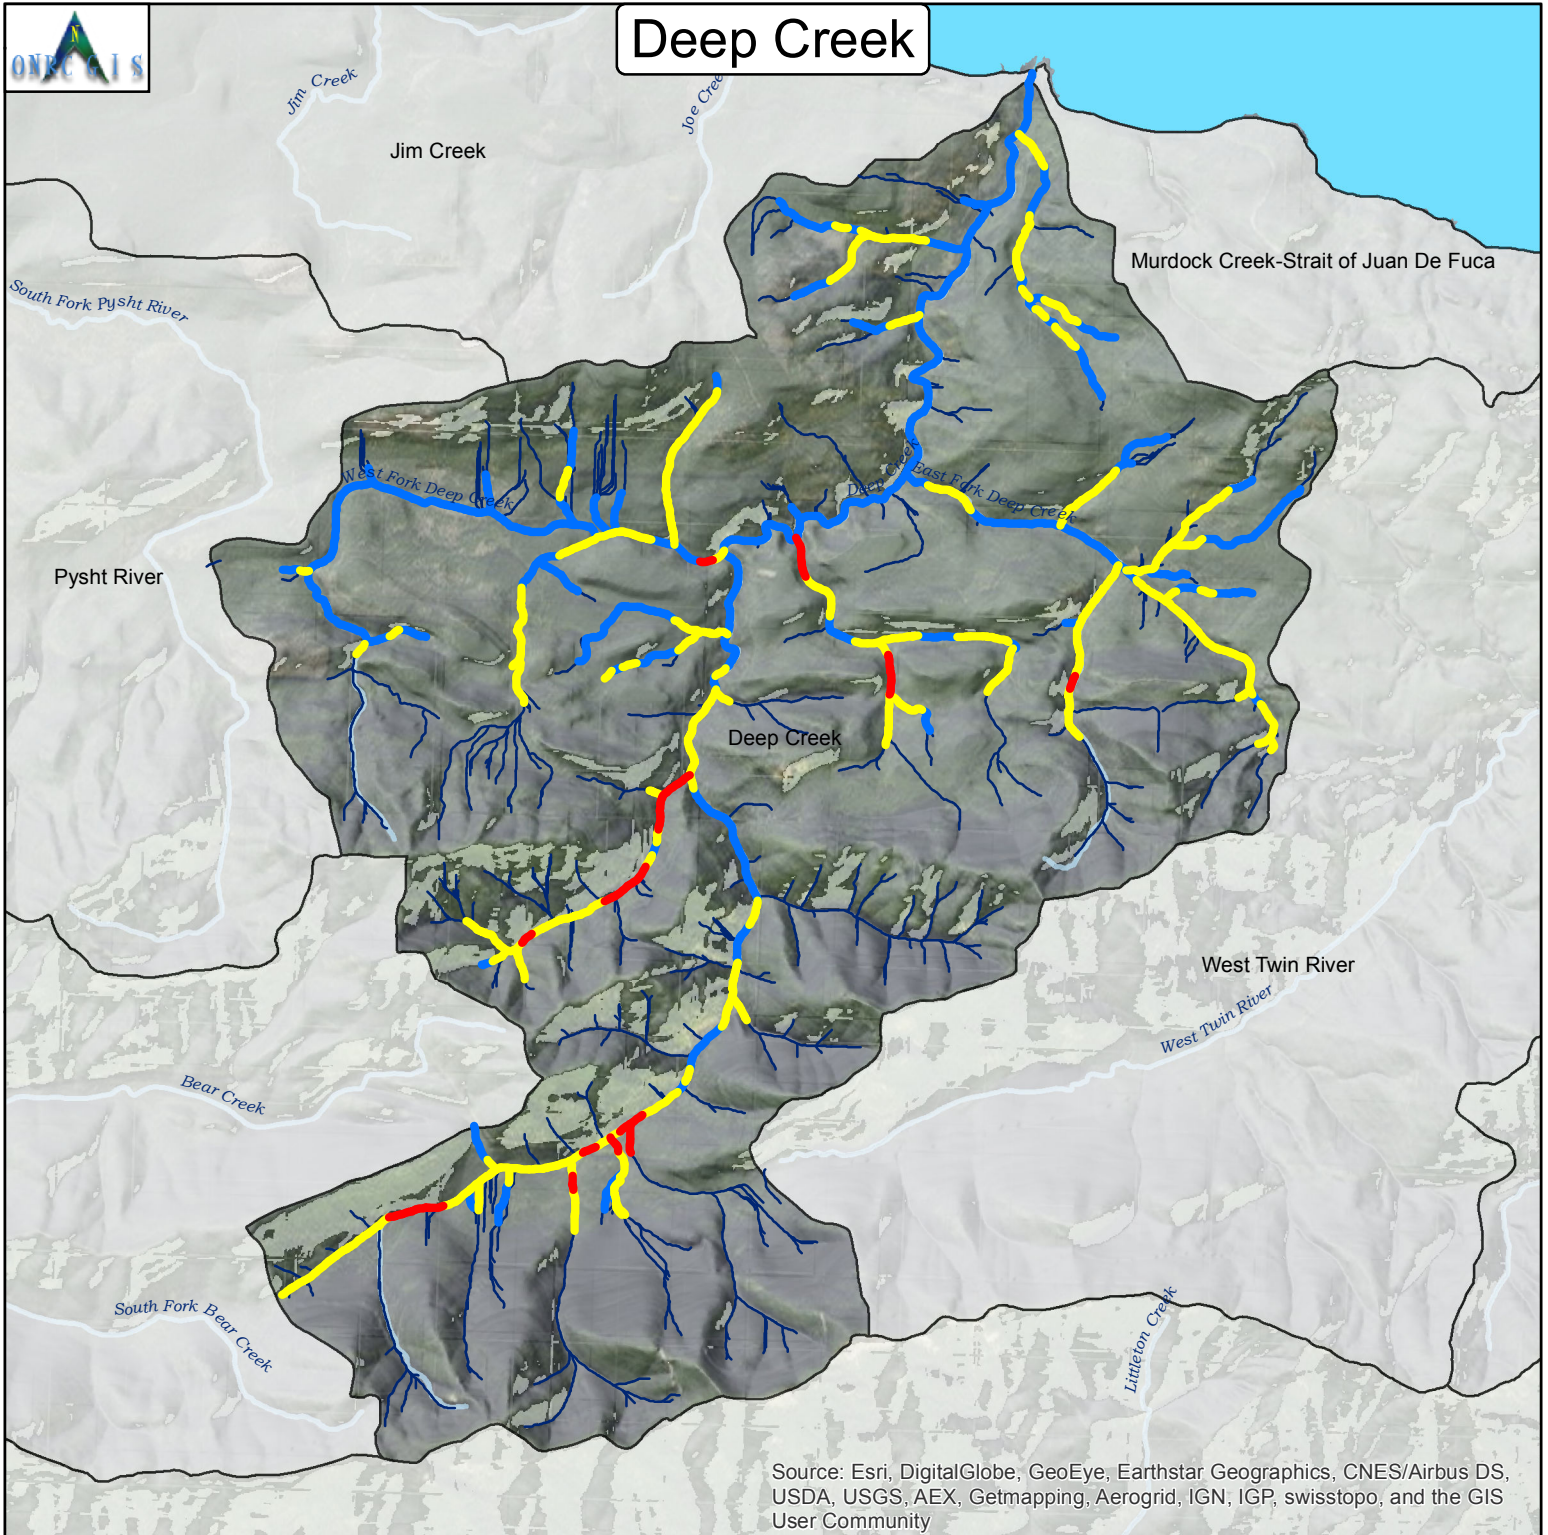 Deep Creek
N
ONRC GIS
Jim Creek
Joe Cree
Jim Creek
Murdock Creek-Strait of Juan De Fuca
South Fork Pysht River
West Fork Deep Creek
Deep Creek
East Fork Deep Creek
Pysht River
Deep Creek
West Twin River
West Twin River
Bear Creek
South Fork Bear Creek
Littleton Creek
Source: Esri, DigitalGlobe, GeoEye, Earthstar Geographics, CNES/Airbus DS,
USDA, USGS, AEX, Getmapping, Aerogrid, IGN, IGP, swisstopo, and the GIS
User Community